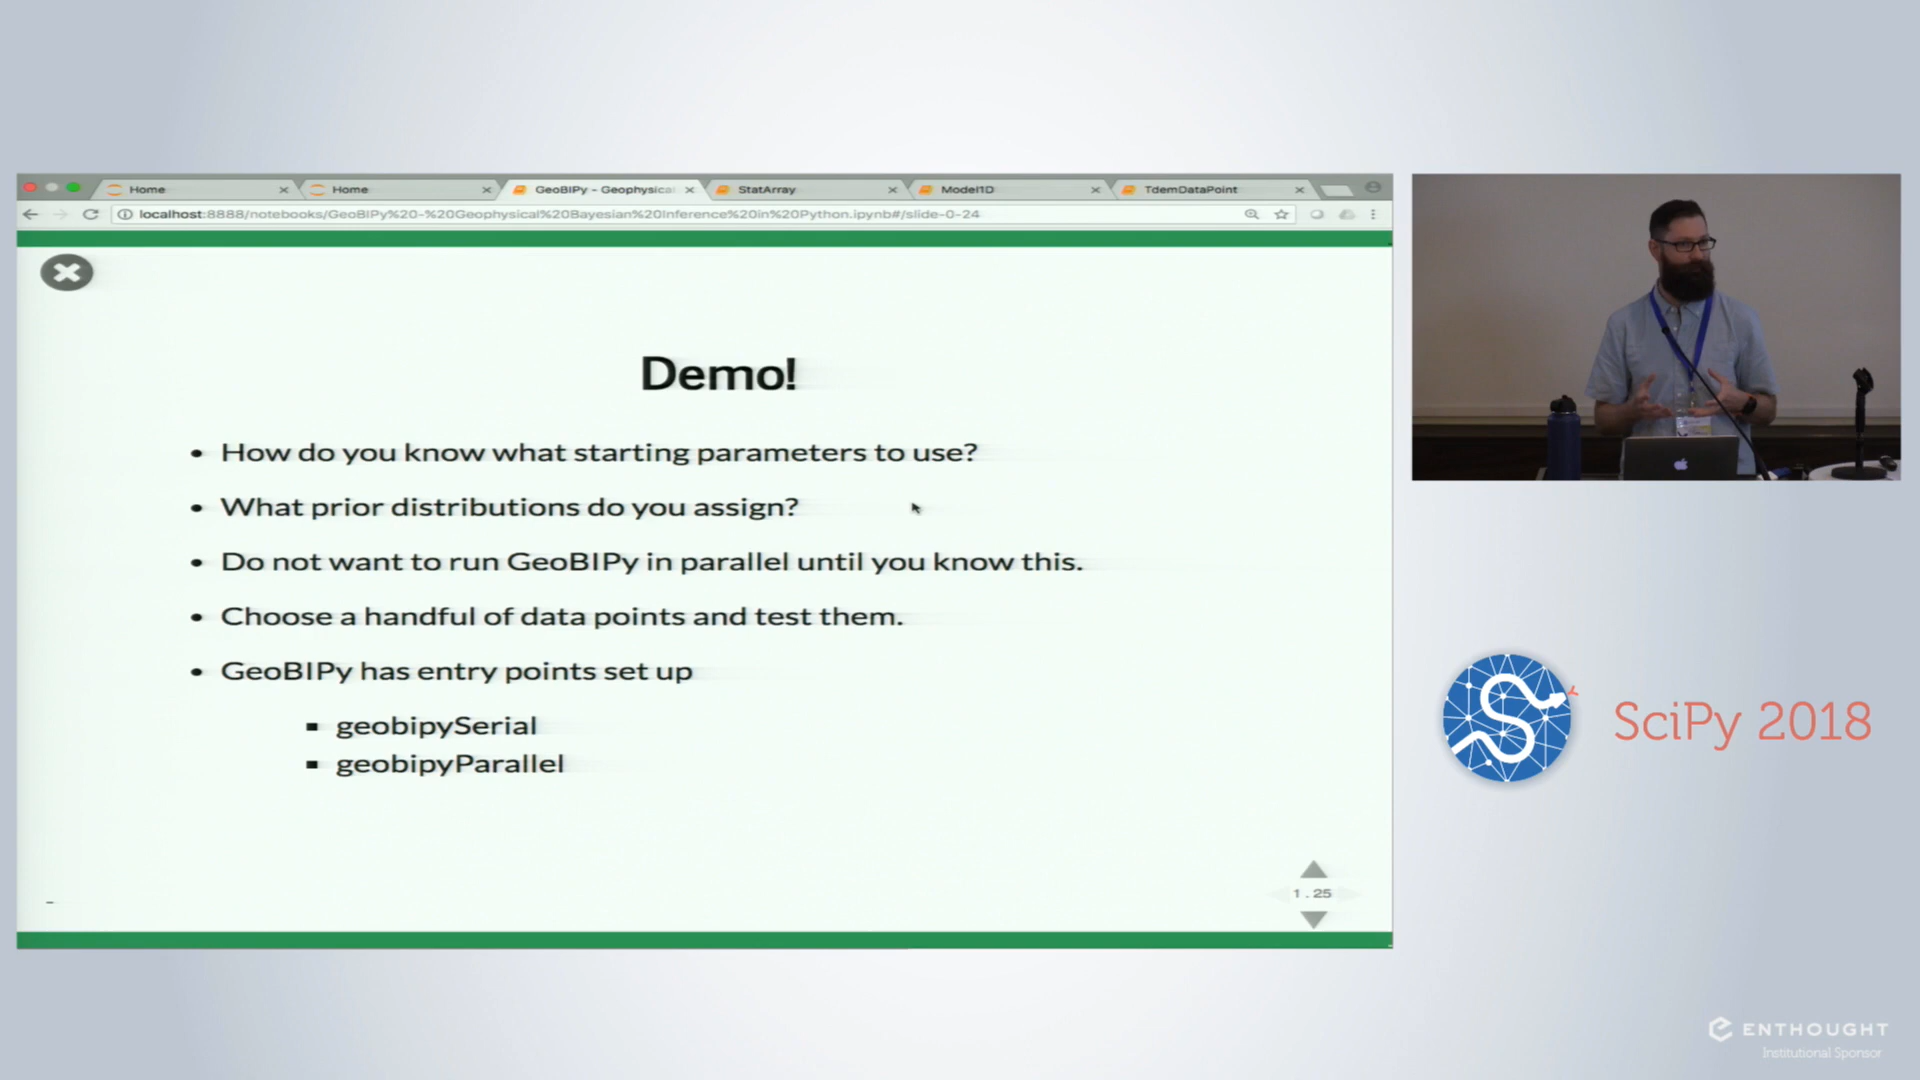 Home
Home
GeoBIPy - Geophysical
StatArray
Model1D
TdemDataPoint
localhost:8888/notebooks/GeoBIPy%20-%20Geophysical%20Bayesian%20Inference%20in%20Python.ipynb#/slide-0-24
Demo!
• How do you know what starting parameters to use?
• What prior distributions do you assign?
• Do not want to run GeoBIPy in parallel until you know this.
• Choose a handful of data points and test them.
• GeoBIPy has entry points set up
▪ geobipySerial
▪ geobipyParallel
1 . 25
SciPy 2018
ENTHOUGHT
Institutional Sponsor